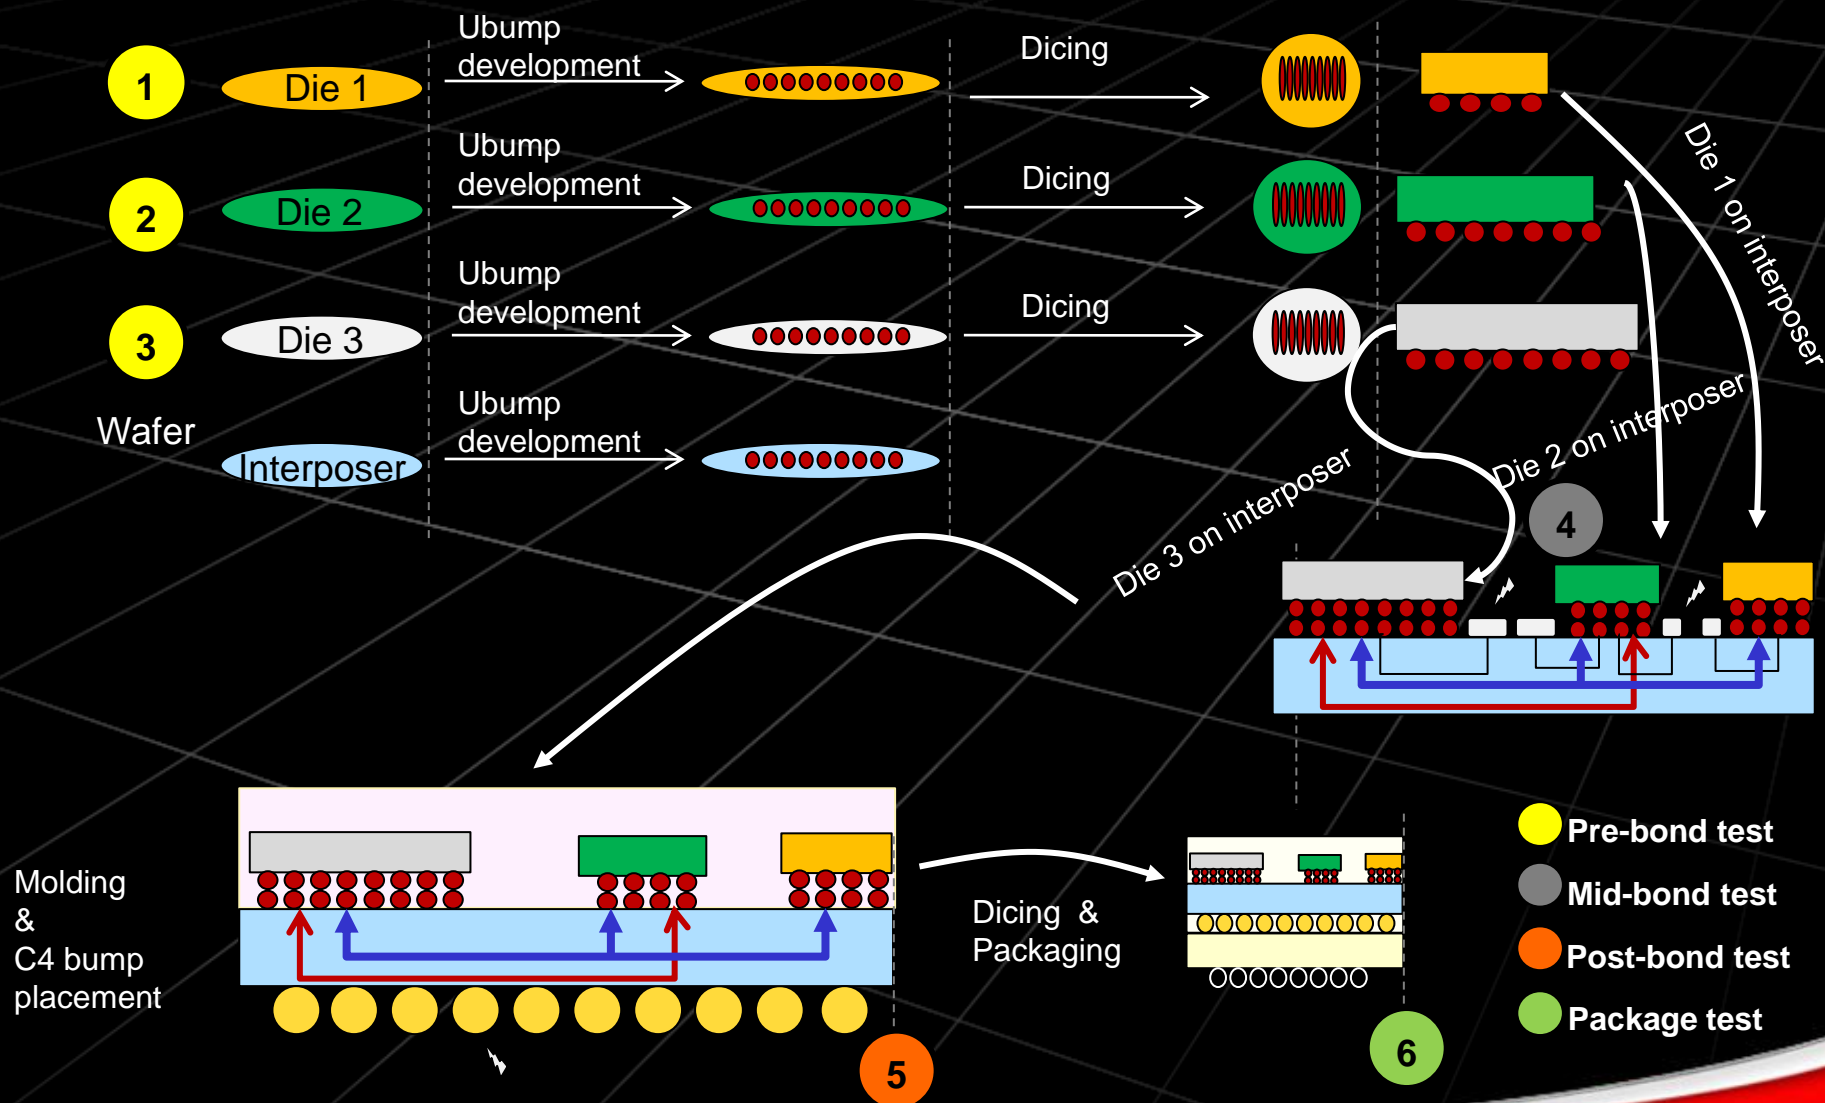 1
Die 1
Ubump
development
Dicing
2
Die 2
Ubump
development
Dicing
3
Die 3
Ubump
development
Dicing
Wafer
Interposer
Ubump
development
Die 1 on interposer
Die 2 on interposer
Die 3 on interposer
4
Molding
&
C4 bump
placement
5
Dicing &
Packaging
6
Pre-bond test
Mid-bond test
Post-bond test
Package test